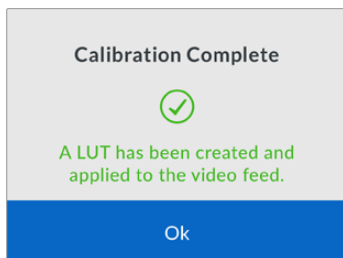 Calibration Complete
A LUT has been created and
applied to the video feed.
Ok